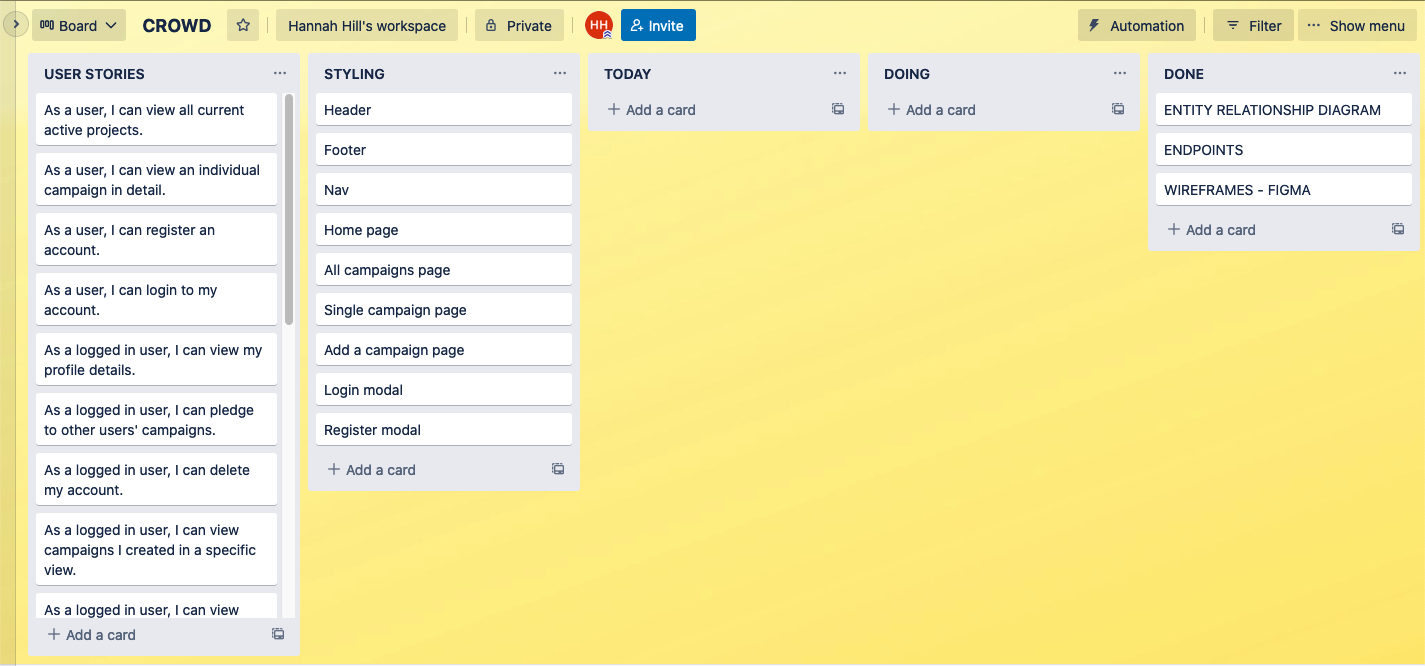 Board
CROWD
Hannah Hill's workspace
Private
HH
Invite
Automation
Filter
Show menu
USER STORIES
As a user, I can view all current
active projects.
As a user, I can view an individual
campaign in detail.
As a user, I can register an
account.
As a user, I can login to my
account.
As a logged in user, I can view my
profile details.
As a logged in user, I can pledge
to other users' campaigns.
As a logged in user, I can delete
my account.
As a logged in user, I can view
campaigns I created in a specific
view.
As a logged in user, I can view
Add a card
STYLING
Header
Footer
Nav
Home page
All campaigns page
Single campaign page
Add a campaign page
Login modal
Register modal
Add a card
TODAY
Add a card
DOING
Add a card
DONE
ENTITY RELATIONSHIP DIAGRAM
ENDPOINTS
WIREFRAMES - FIGMA
Add a card